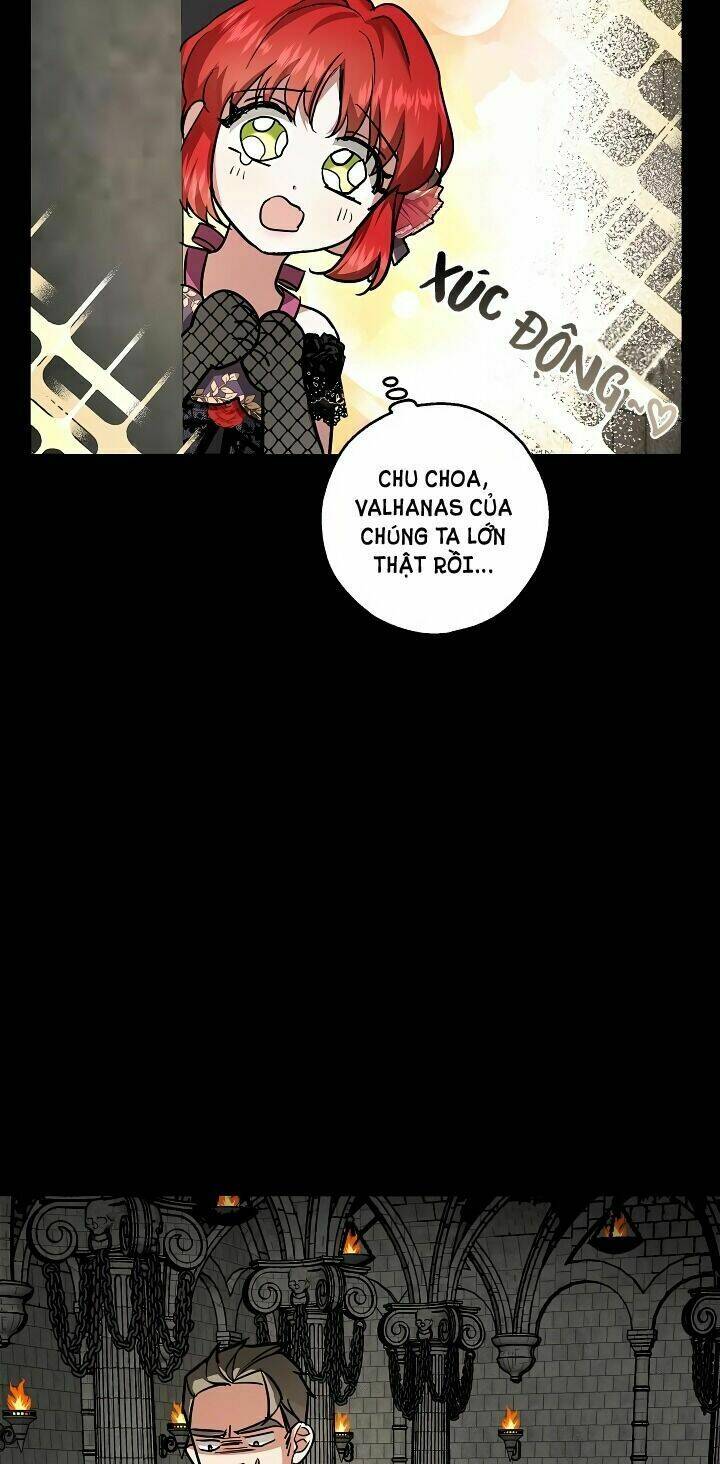 XÚC ĐỘNG~♡
CHU CHOA,
VALHANAS CỦA
CHÚNG TA LỚN
THẬT RỒI...